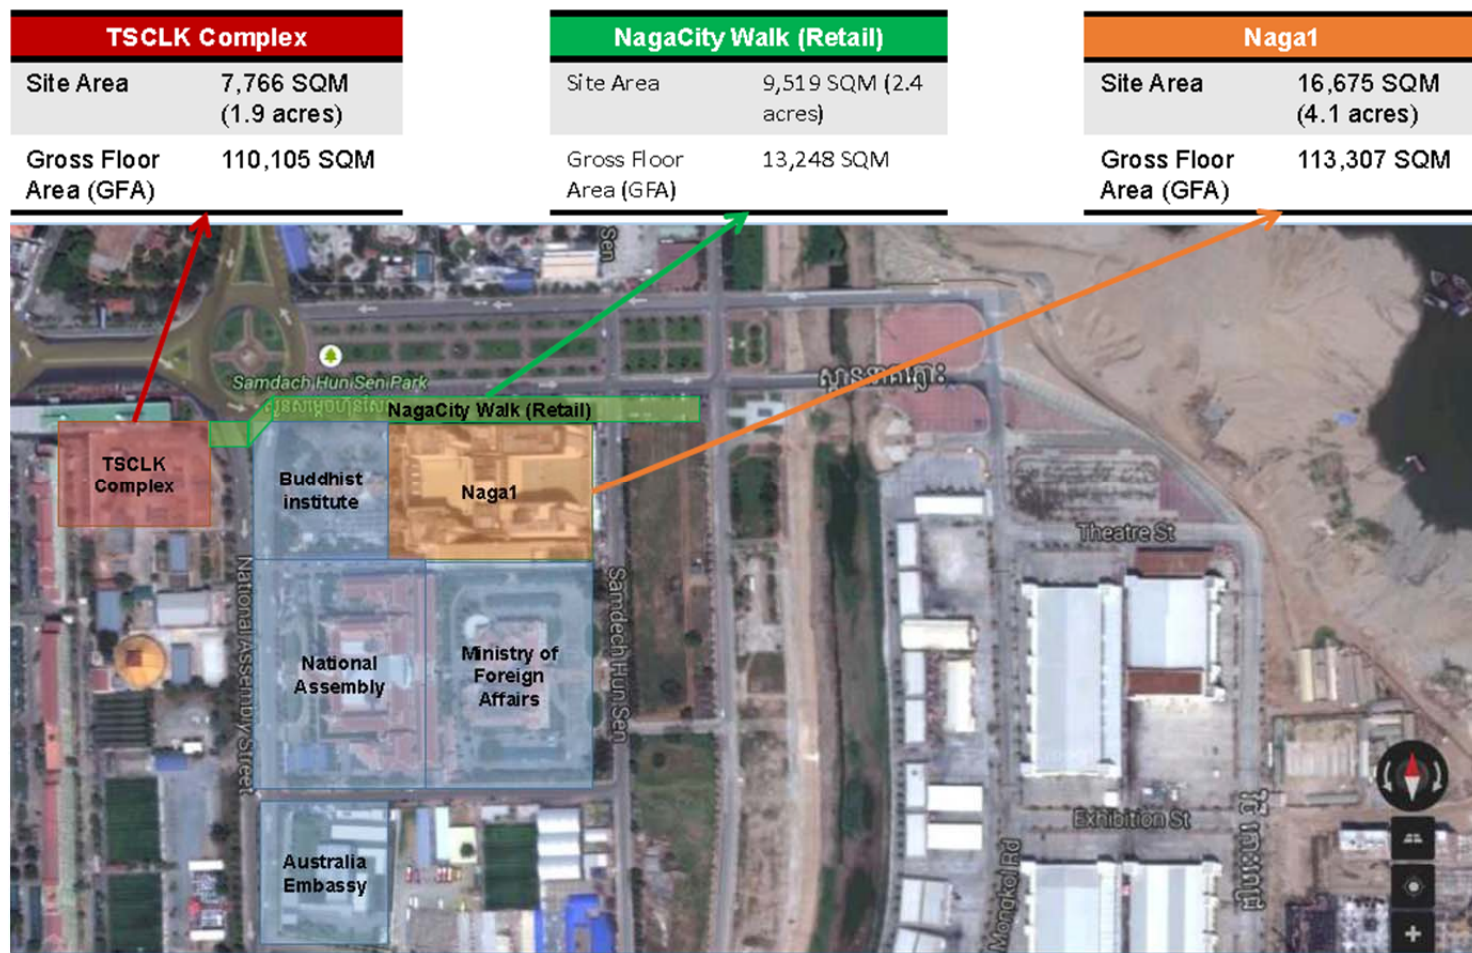 TSCLK Complex
Site Area 7,766 SQM
(1.9 acres)
Gross Floor 110,105 SQM
Area (GFA)
NagaCity Walk (Retail)
Site Area 9,519 SQM (2.4
acres)
Gross Floor 13,248 SQM
Area (GFA)
Naga1
Site Area 16,675 SQM
(4.1 acres)
Gross Floor 113,307 SQM
Area (GFA)
Sen
Samdach Hun Sen Park
NagaCity Walk (Retail)
TSCLK
Complex
Buddhist
institute
Naga1
Theatre St
National Assembly Street
Samdech Hun Sen
National
Assembly
Ministry of
Foreign
Affairs
Exhibition St
Mongkol Rd
Australia
Embassy